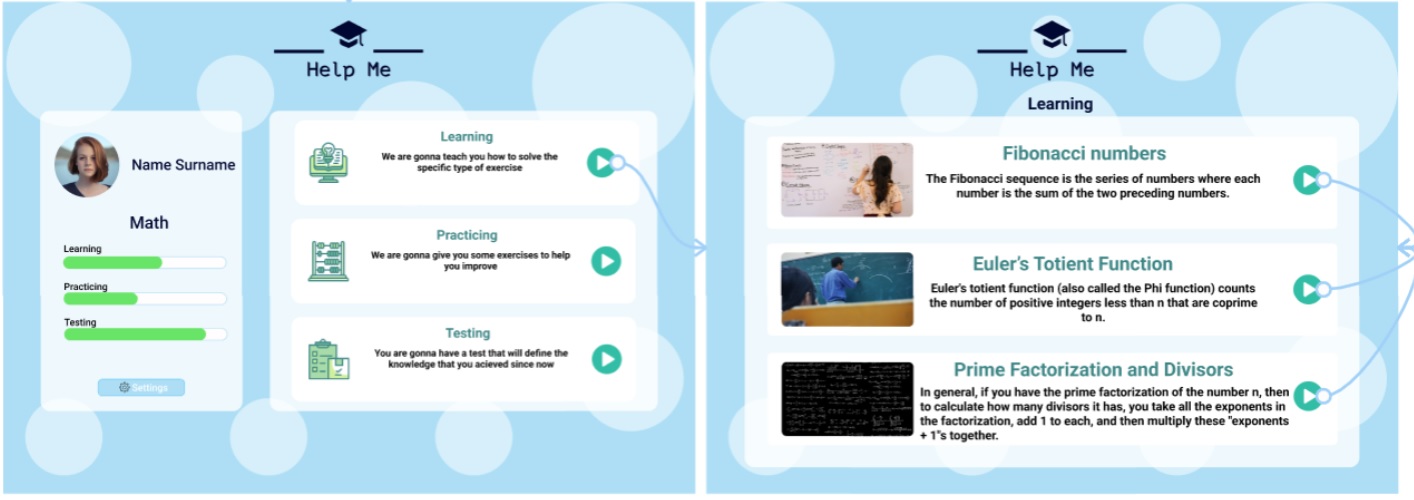 Help Me
Name Surname
Math
Learning
Practicing
Testing
Settings
Learning
We are gonna teach you how to solve the
specific type of exercise
Practicing
We are gonna give you some exercises to help
you improve
Testing
You are gonna have a test that will define the
knowledge that you acieved since now
Help Me
Learning
Fibonacci numbers
The Fibonacci sequence is the series of numbers where each
number is the sum of the two preceding numbers.
Euler's Totient Function
Euler's totient function (also called the Phi function) counts
the number of positive integers less than n that are coprime
to n.
Prime Factorization and Divisors
In general, if you have the prime factorization of the number n, then
to calculate how many divisors it has, you take all the exponents in
the factorization, add 1 to each, and then multiply these "exponents
+ 1"s together.